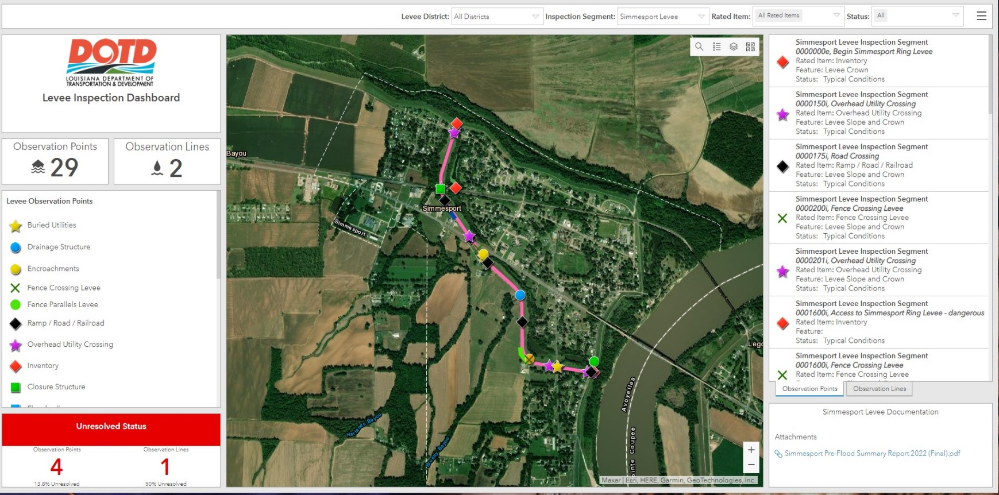 Levee District: All Districts Inspection Segment: Simmesport Levee Rated Item: All Rated Items Status: All
DOTD
LOUISIANA DEPARTMENT OF
TRANSPORTATION & DEVELOPMENT
Levee Inspection Dashboard
Observation Points
29
Observation Lines
2
Levee Observation Points
Buried Utilities
Drainage Structure
Encroachments
Fence Crossing Levee
Fence Parallels Levee
Ramp / Road / Railroad
Overhead Utility Crossing
Inventory
Closure Structure
Unresolved Status
Observation Points
4
13.8% Unresolved
Observation Lines
1
50% Unresolved
Bayou
Simmesport
Simmesport
Harlands Bayou
Brushy Bayou
Avoyelles
ointe Coupee
Lego
+
−
Maxar | Esri, HERE, Garmin, GeoTechnologies, Inc.
Simmesport Levee Inspection Segment
0000000e, Begin Simmesport Ring Levee
Rated Item: Inventory
Feature: Levee Crown
Status: Typical Conditions
Simmesport Levee Inspection Segment
0000150i, Overhead Utility Crossing
Rated Item: Overhead Utility Crossing
Feature: Levee Slope and Crown
Status: Typical Conditions
Simmesport Levee Inspection Segment
0000175i, Road Crossing
Rated Item: Ramp / Road / Railroad
Feature: Levee Slope and Crown
Status: Typical Conditions
Simmesport Levee Inspection Segment
0000200i, Fence Crossing Levee
Rated Item: Fence Crossing Levee
Feature: Levee Slope and Crown
Status: Typical Conditions
Simmesport Levee Inspection Segment
0000201i, Overhead Utility Crossing
Rated Item: Overhead Utility Crossing
Feature: Levee Slope and Crown
Status: Typical Conditions
Simmesport Levee Inspection Segment
0001600i, Access to Simmesport Ring Levee - dangerous
Rated Item: Inventory
Feature:
Status: Typical Conditions
Simmesport Levee Inspection Segment
0001600i, Fence Crossing Levee
Rated Item: Fence Crossing Levee
Observation Points Observation Lines
Simmesport Levee Documentation
Attachments
Simmesport Pre-Flood Summary Report 2022 (Final).pdf